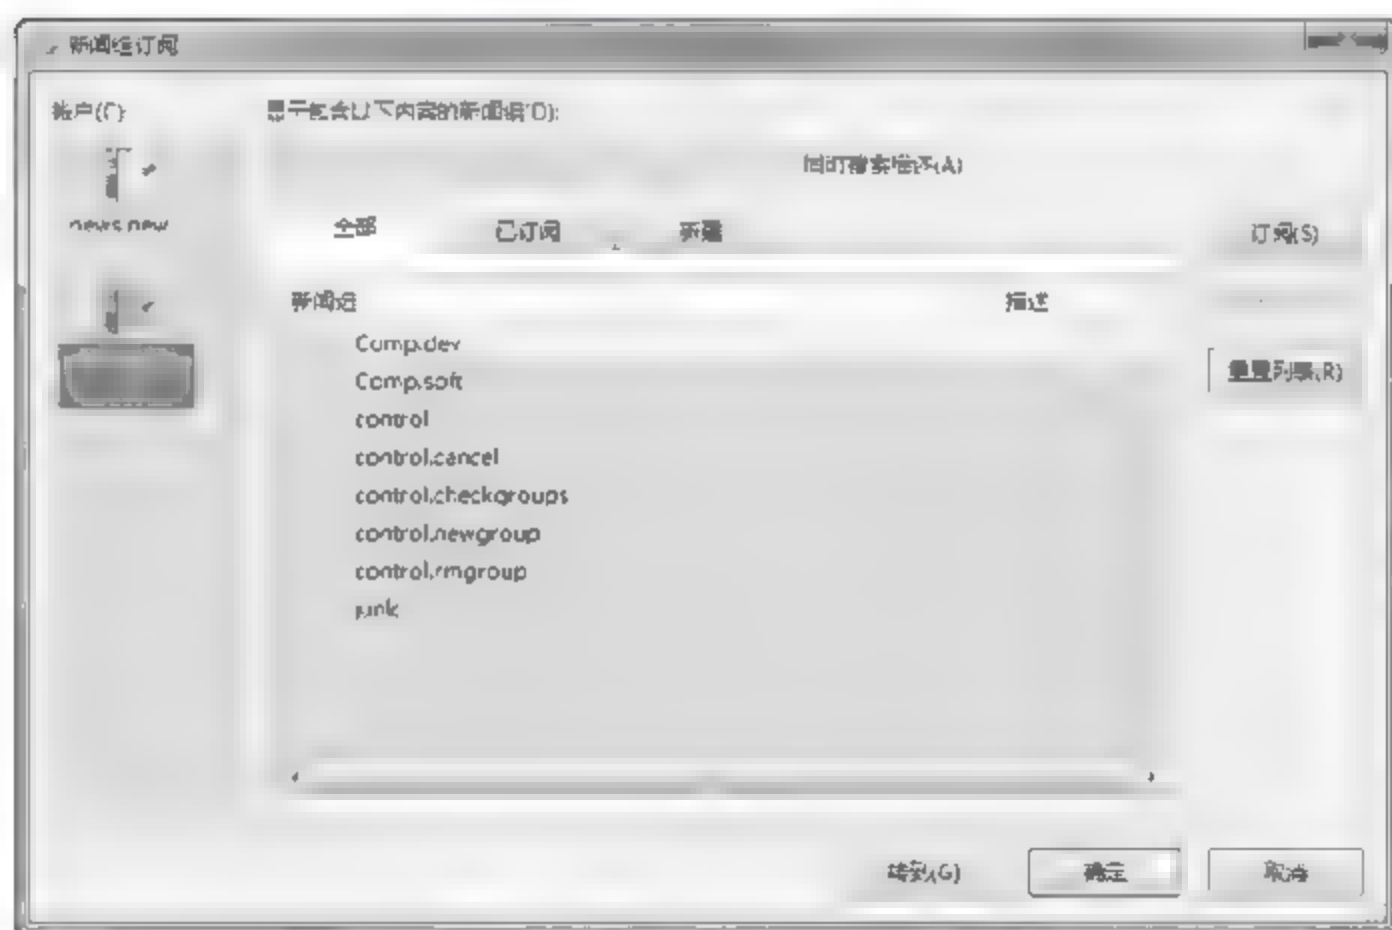 新闻组订阅
帐户(C)
显示包含以下内容的新闻组(D):
同时搜索描述(A)
news.new
全部 已订阅 新建
订阅(S)
新闻组 描述
Comp.dev
Comp.soft
重置列表(R)
control
control.cancel
control.checkgroups
control.newgroup
control.rmgroup
junk
转到(G) 确定 取消